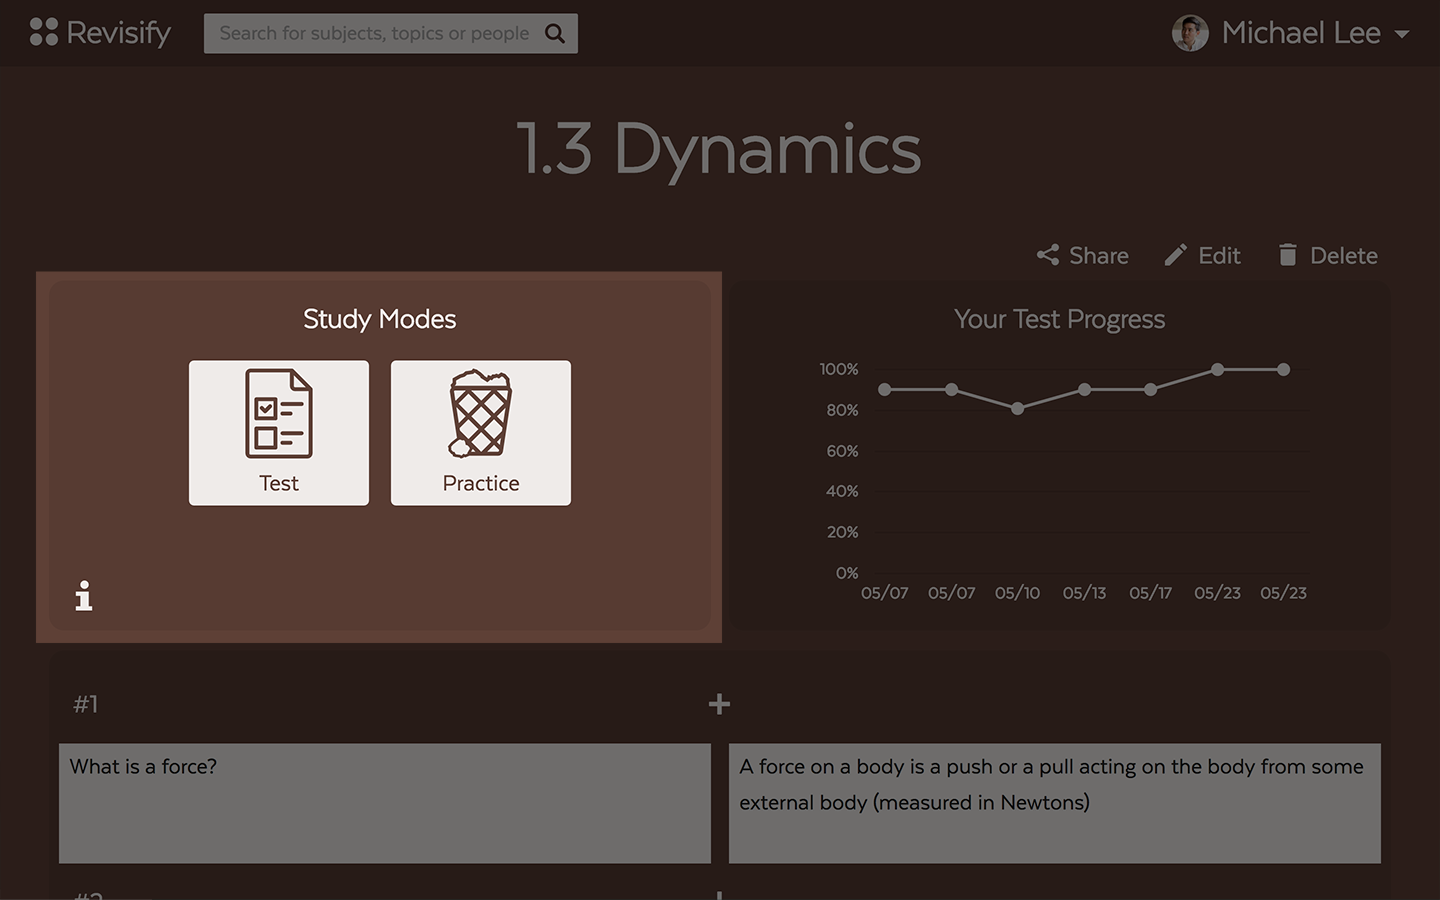 Revisify
Search for subjects, topics or people
Michael Lee
1.3 Dynamics
Share
Edit
Delete
Study Modes
Test
Practice
i
Your Test Progress
100%
80%
60%
40%
20%
0%
05/07 05/07 05/10 05/13 05/17 05/23 05/23
#1
+
What is a force?
A force on a body is a push or a pull acting on the body from some
external body (measured in Newtons)